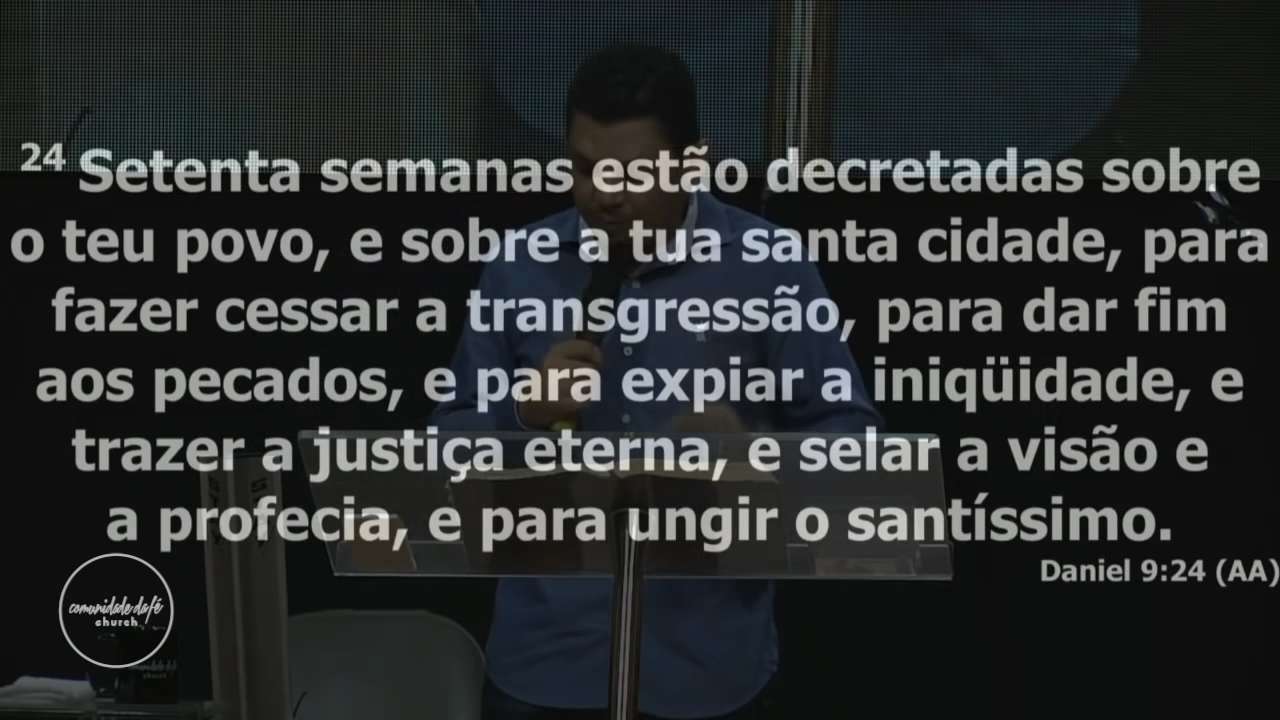 24 Setenta semanas estão decretadas sobre
o teu povo, e sobre a tua santa cidade, para
fazer cessar a transgressão, para dar fim
aos pecados, e para expiar a iniqüidade, e
trazer a justiça eterna, e selar a visão e
a profecia, e para ungir o santíssimo.
Daniel 9:24 (AA)
comunidade da fé
church